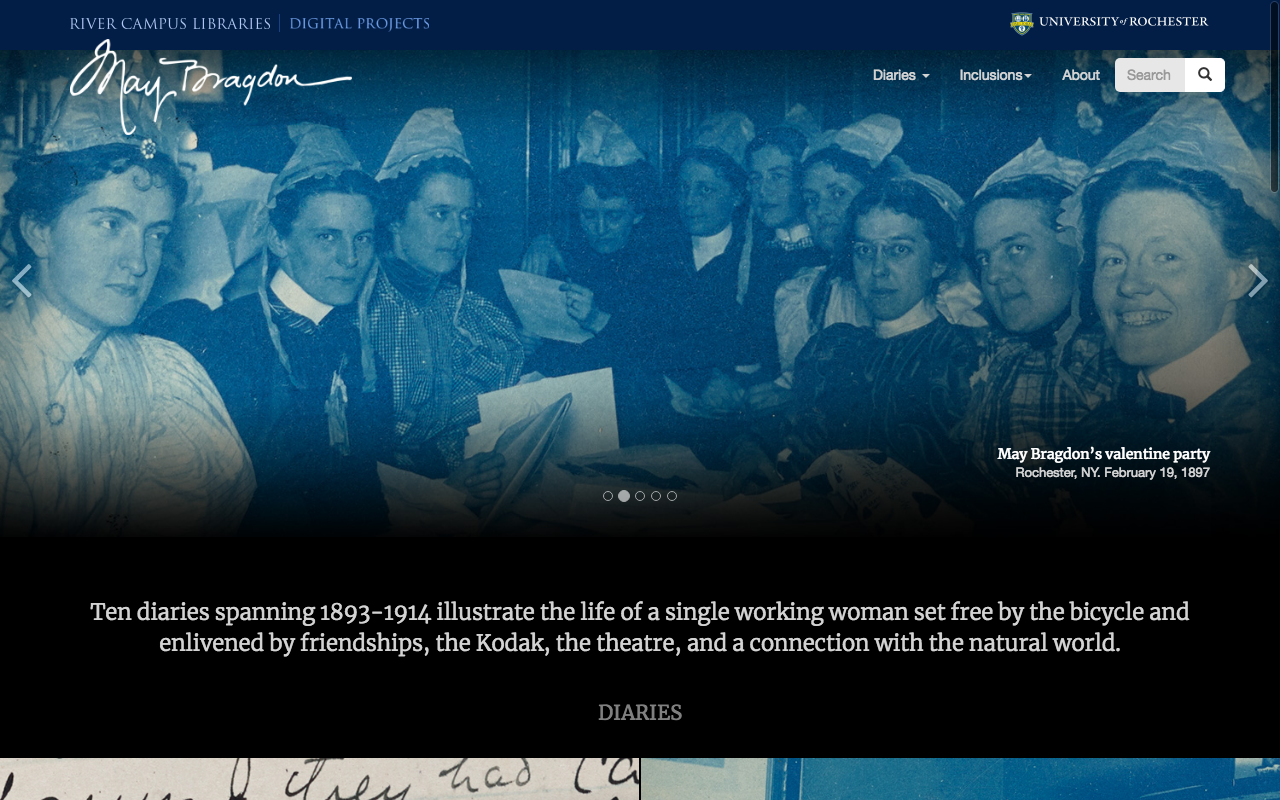 RIVER CAMPUS LIBRARIES | DIGITAL PROJECTS
UNIVERSITY of ROCHESTER
May Bragdon
Diaries
Inclusions
About
Search
May Bragdon's valentine party
Rochester, NY. February 19, 1897
Ten diaries spanning 1893-1914 illustrate the life of a single working woman set free by the bicycle and
enlivened by friendships, the Kodak, the theatre, and a connection with the natural world.
DIARIES
they had